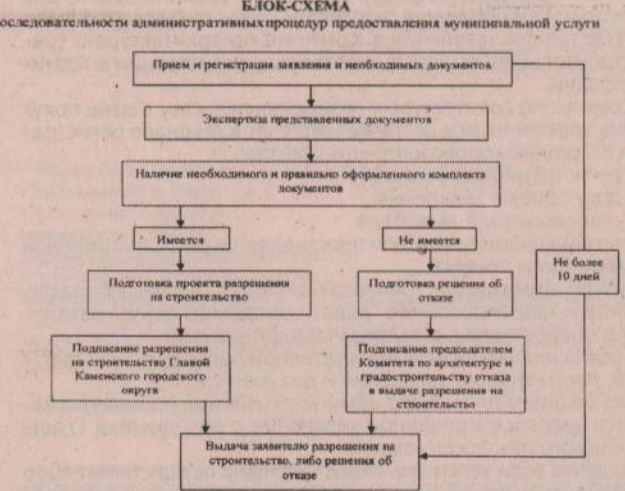 БЛОК-СХЕМА
последовательности административных процедур предоставления муниципальной услуги
Прием и регистрация заявления и необходимых документов
Экспертиза представленных документов
Наличие необходимого и правильно оформленного комплекта
документов
Имеется
Не имеется
Не более
10 дней
Подготовка проекта разрешения
на строительство
Подготовка решения об
отказе
Подписание разрешения
на строительство Главой
Каменского городского
округа
Подписание председателем
Комитета по архитектуре и
градостроительству отказа
в выдаче разрешения на
строительство
Выдача заявителю разрешения на
строительство, либо решения об
отказе